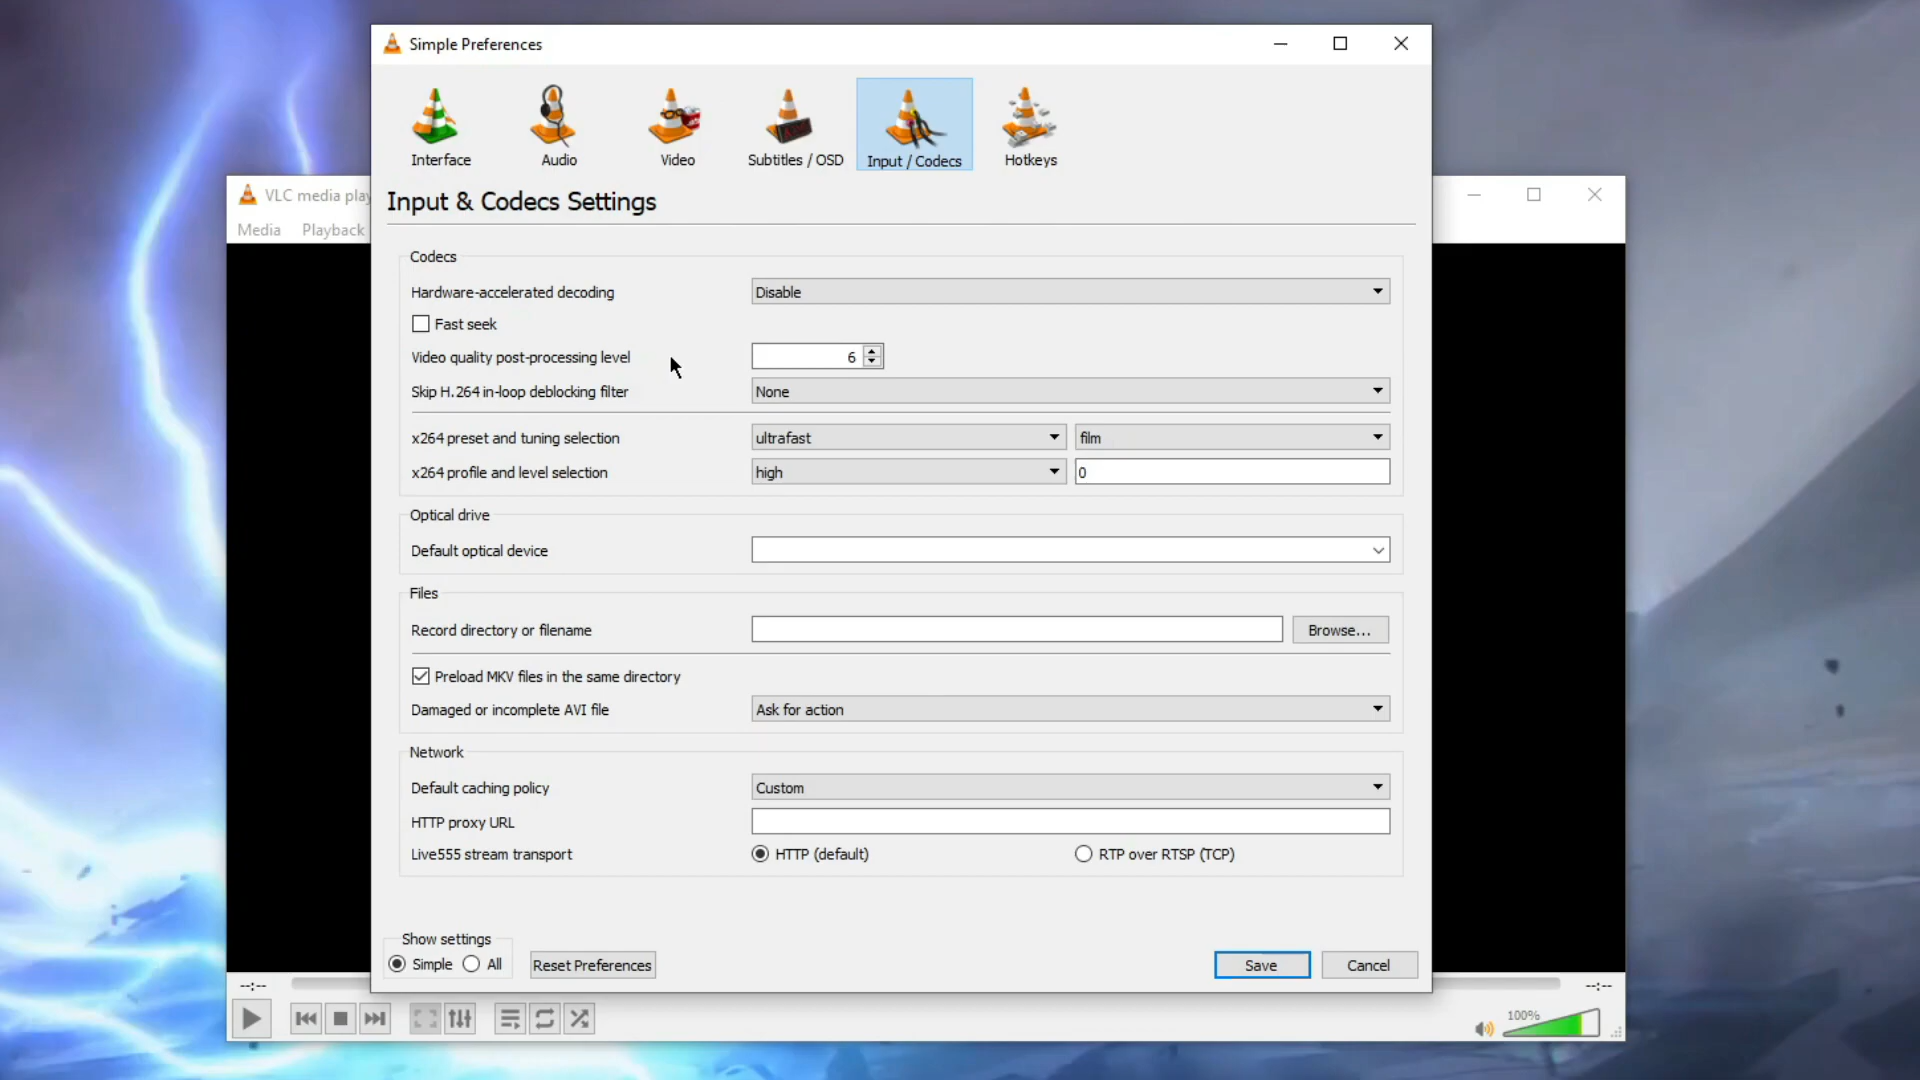 Simple Preferences
Interface
Audio
Video
Subtitles / OSD
Input / Codecs
Hotkeys
VLC media play
Media Playback
Input & Codecs Settings
Codecs
Hardware-accelerated decoding Disable
Fast seek
Video quality post-processing level 6
Skip H.264 in-loop deblocking filter None
x264 preset and tuning selection ultrafast film
x264 profile and level selection high 0
Optical drive
Default optical device
Files
Record directory or filename Browse...
Preload MKV files in the same directory
Damaged or incomplete AVI file Ask for action
Network
Default caching policy Custom
HTTP proxy URL
Live555 stream transport HTTP (default) RTP over RTSP (TCP)
Show settings
Simple All Reset Preferences Save Cancel
--:-- --:--
100%